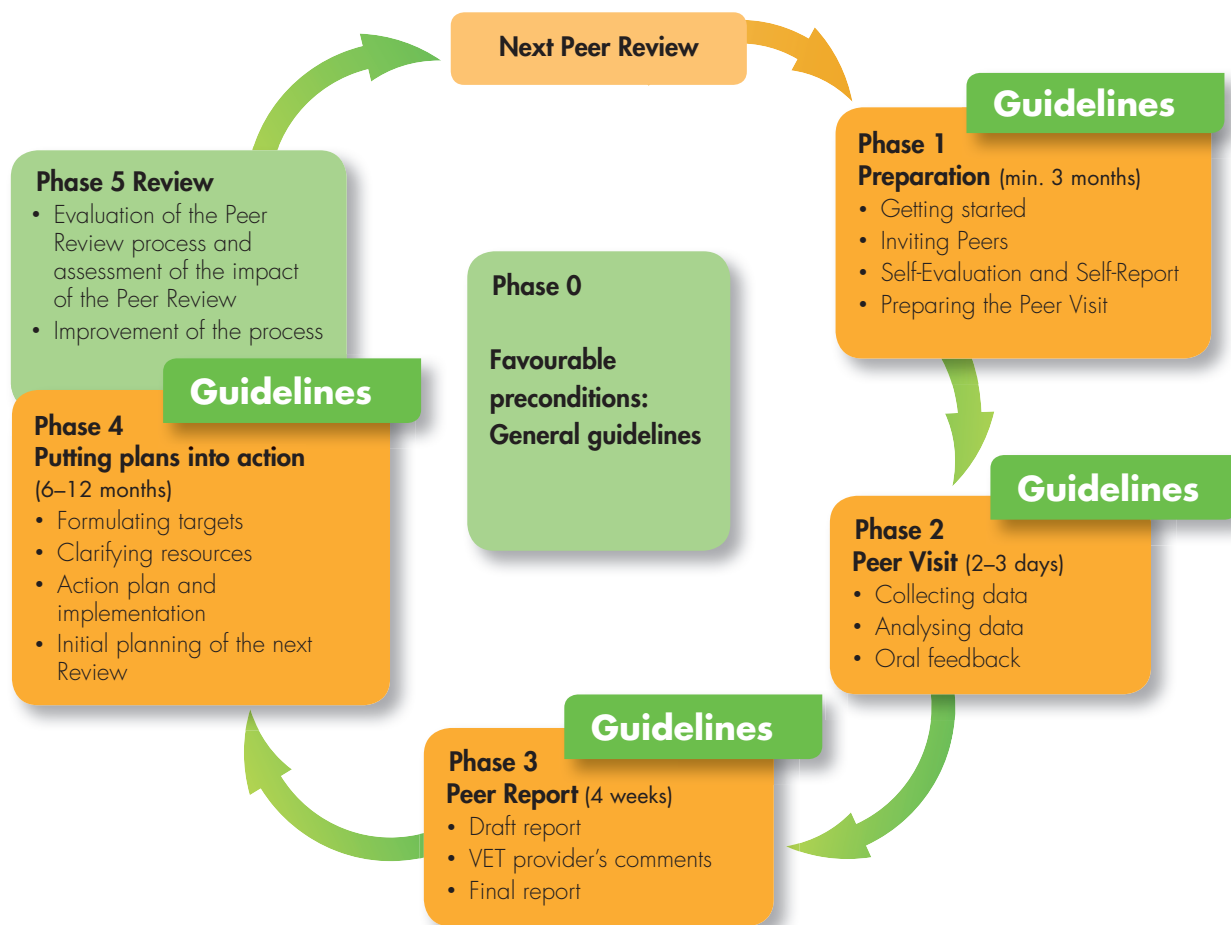 Next Peer Review
Guidelines
Phase 1
Preparation (min. 3 months)
• Getting started
• Inviting Peers
• Self-Evaluation and Self-Report
• Preparing the Peer Visit
Guidelines
Phase 2
Peer Visit (2–3 days)
• Collecting data
• Analysing data
• Oral feedback
Guidelines
Phase 3
Peer Report (4 weeks)
• Draft report
• VET provider's comments
• Final report
Guidelines
Phase 4
Putting plans into action
(6–12 months)
• Formulating targets
• Clarifying resources
• Action plan and
implementation
• Initial planning of the next
Review
Phase 5 Review
• Evaluation of the Peer
Review process and
assessment of the impact
of the Peer Review
• Improvement of the process
Phase 0
Favourable
preconditions:
General guidelines